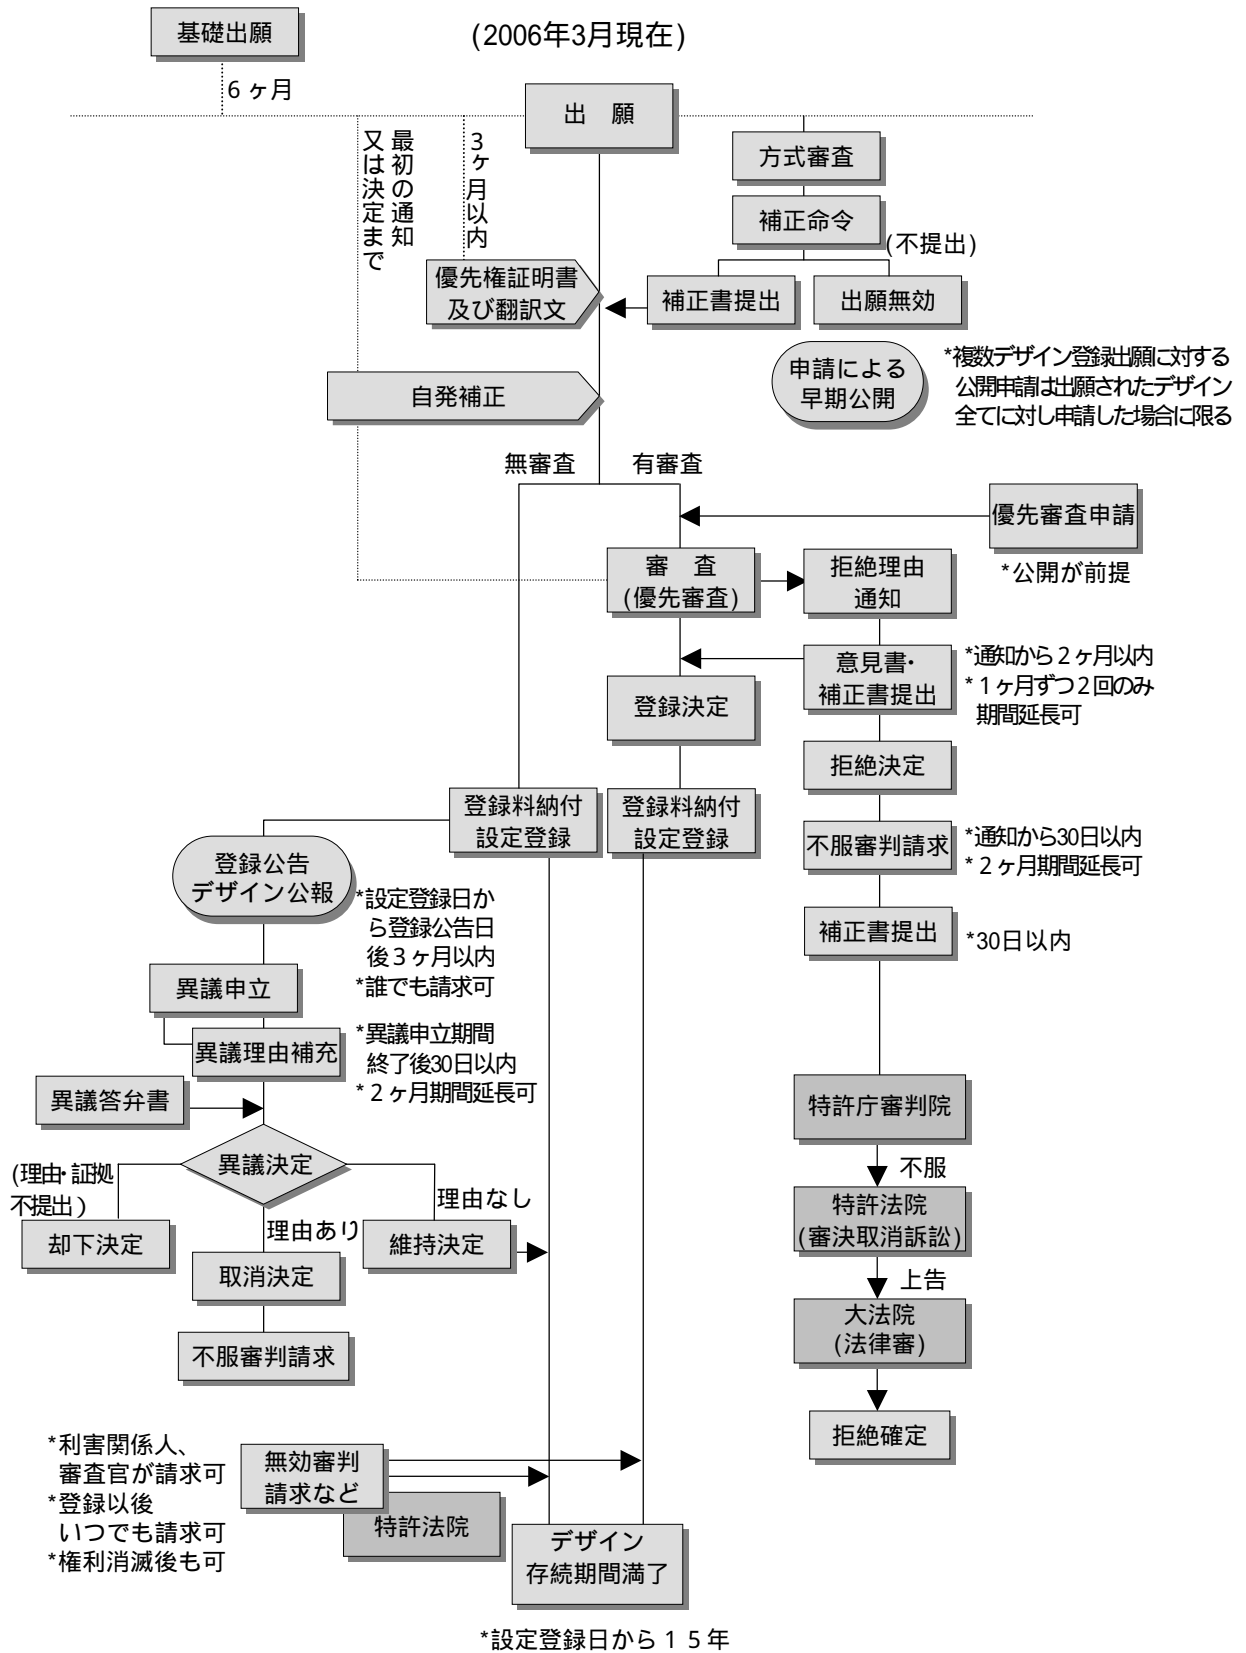 基礎出願
(2006年3月現在)
6ヶ月
出　願
最初の通知
又は決定まで
3ヶ月以内
方式審査
補正命令
(不提出)
優先権証明書
及び翻訳文
補正書提出
出願無効
申請による
早期公開
*複数デザイン登録出願に対する
公開申請は出願されたデザイン
全てに対し申請した場合に限る
自発補正
無審査
有審査
優先審査申請
*公開が前提
審　査
(優先審査)
拒絶理由
通知
意見書・
補正書提出
*通知から2ヶ月以内
*1ヶ月ずつ2回のみ
期間延長可
登録決定
拒絶決定
登録料納付
設定登録
登録料納付
設定登録
不服審判請求
*通知から30日以内
*2ヶ月期間延長可
登録公告
デザイン公報
*設定登録日か
ら登録公告日
後3ヶ月以内
*誰でも請求可
補正書提出
*30日以内
異議申立
異議理由補充
*異議申立期間
終了後30日以内
*2ヶ月期間延長可
異議答弁書
特許庁審判院
異議決定
(理由・証拠
不提出)
理由なし
理由あり
不服
特許法院
(審決取消訴訟)
却下決定
維持決定
取消決定
上告
大法院
(法律審)
不服審判請求
拒絶確定
*利害関係人、
審査官が請求可
*登録以後
いつでも請求可
*権利消滅後も可
無効審判
請求など
特許法院
デザイン
存続期間満了
*設定登録日から15年